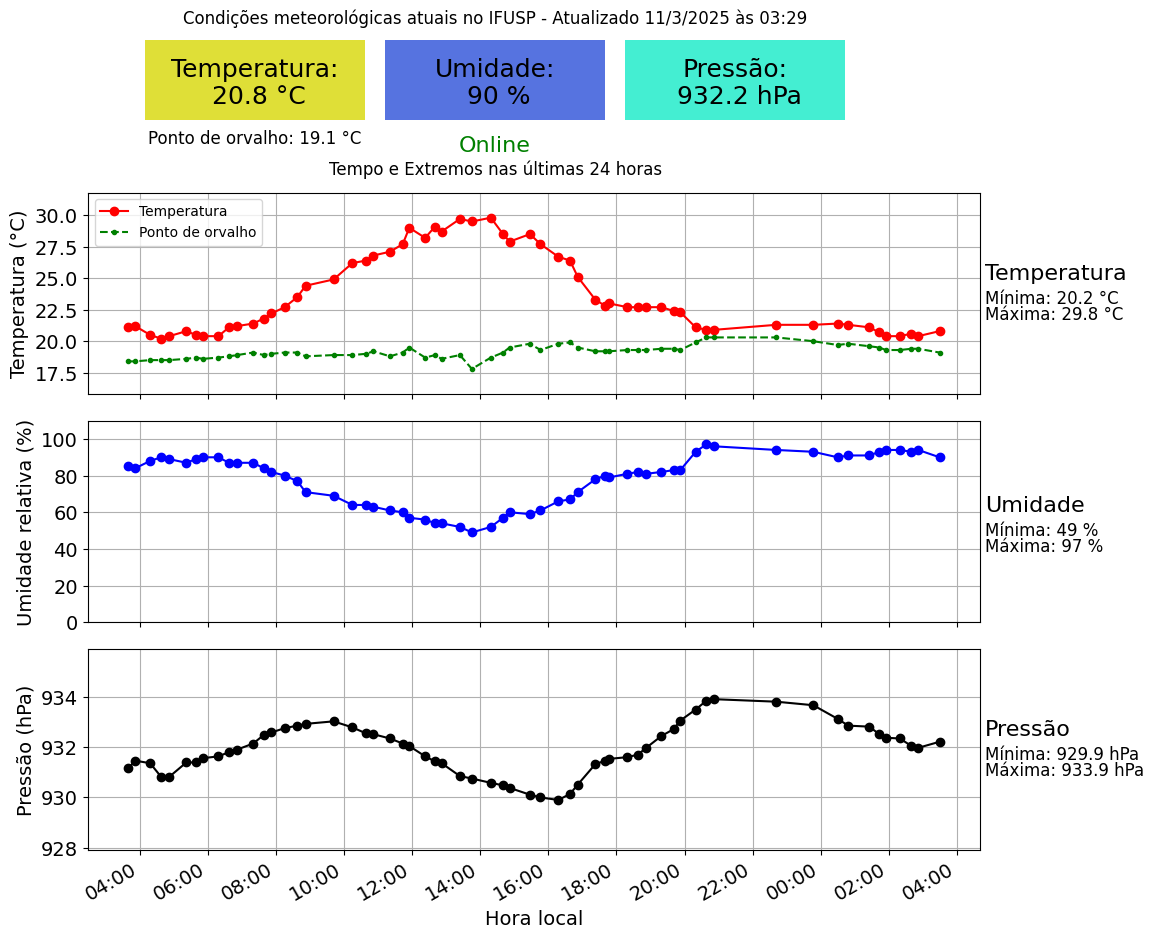 Condições meteorológicas atuais no IFUSP - Atualizado 11/3/2025 às 03:29
Temperatura:
20.8 °C
Umidade:
90 %
Pressão:
932.2 hPa
Ponto de orvalho: 19.1 °C
Online
Tempo e Extremos nas últimas 24 horas
Temperatura (°C)
30.0
27.5
25.0
22.5
20.0
17.5
Temperatura
Ponto de orvalho
Temperatura
Mínima: 20.2 °C
Máxima: 29.8 °C
Umidade relativa (%)
100
80
60
40
20
0
Umidade
Mínima: 49 %
Máxima: 97 %
Pressão (hPa)
934
932
930
928
Pressão
Mínima: 929.9 hPa
Máxima: 933.9 hPa
04:00 06:00 08:00 10:00 12:00 14:00 16:00 18:00 20:00 22:00 00:00 02:00 04:00
Hora local